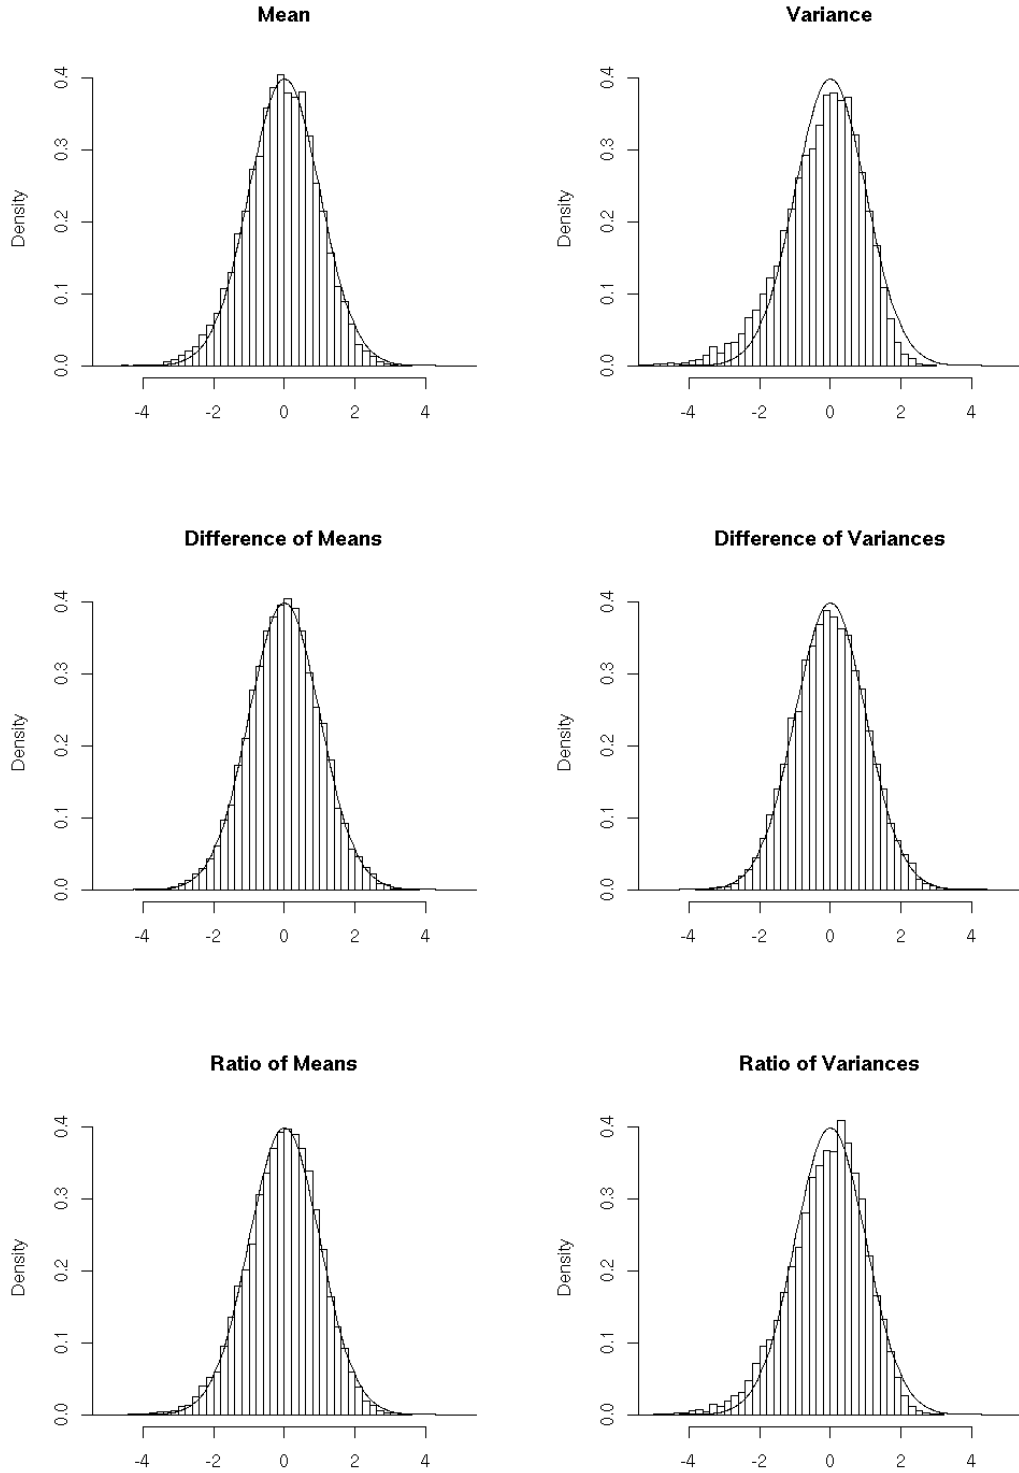 Mean
Variance
Density
0.0 0.1 0.2 0.3 0.4
-4 -2 0 2 4
Density
0.0 0.1 0.2 0.3 0.4
-4 -2 0 2 4
Difference of Means
Difference of Variances
Density
0.0 0.1 0.2 0.3 0.4
-4 -2 0 2 4
Density
0.0 0.1 0.2 0.3 0.4
-4 -2 0 2 4
Ratio of Means
Ratio of Variances
Density
0.0 0.1 0.2 0.3 0.4
-4 -2 0 2 4
Density
0.0 0.1 0.2 0.3 0.4
-4 -2 0 2 4